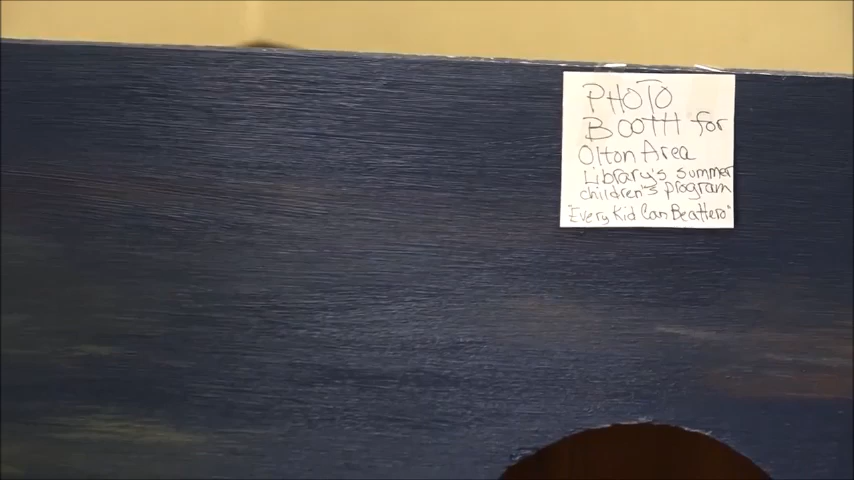 PHOTO
BOOTH for
Olton Area
Library's summer
children's program
"Every Kid Can Be a Hero"